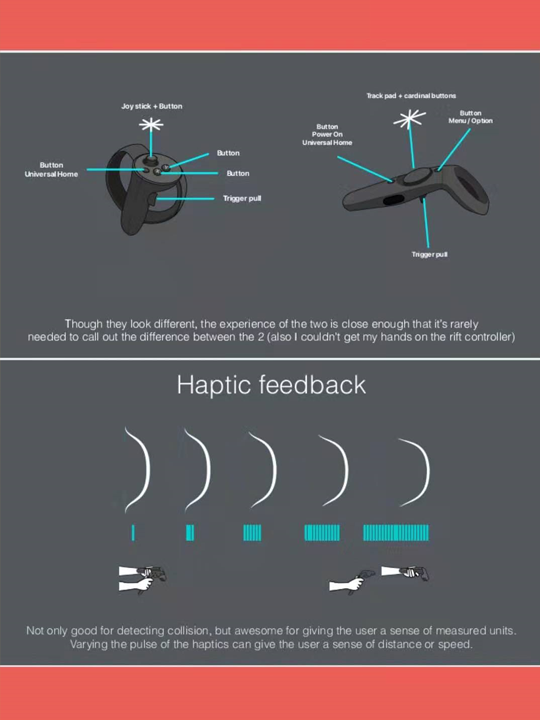 Joy stick + Button
Button
Universal Home
Button
Button
Trigger pull
Track pad + cardinal buttons
Button
Power On
Universal Home
Button
Menu / Option
Trigger pull
Though they look different, the experience of the two is close enough that it's rarely
needed to call out the difference between the 2 (also I couldn't get my hands on the rift controller)
Haptic feedback
Not only good for detecting collision, but awesome for giving the user a sense of measured units.
Varying the pulse of the haptics can give the user a sense of distance or speed.